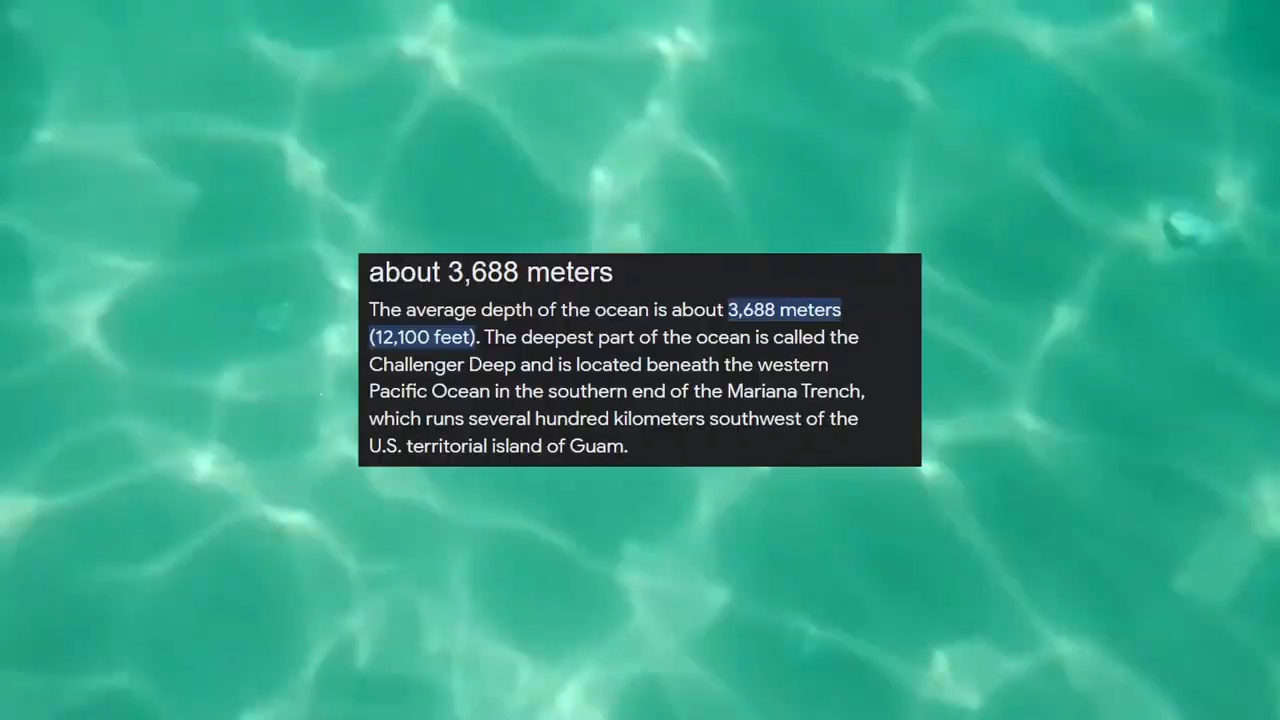 about 3,688 meters
The average depth of the ocean is about 3,688 meters
(12,100 feet). The deepest part of the ocean is called the
Challenger Deep and is located beneath the western
Pacific Ocean in the southern end of the Mariana Trench,
which runs several hundred kilometers southwest of the
U.S. territorial island of Guam.